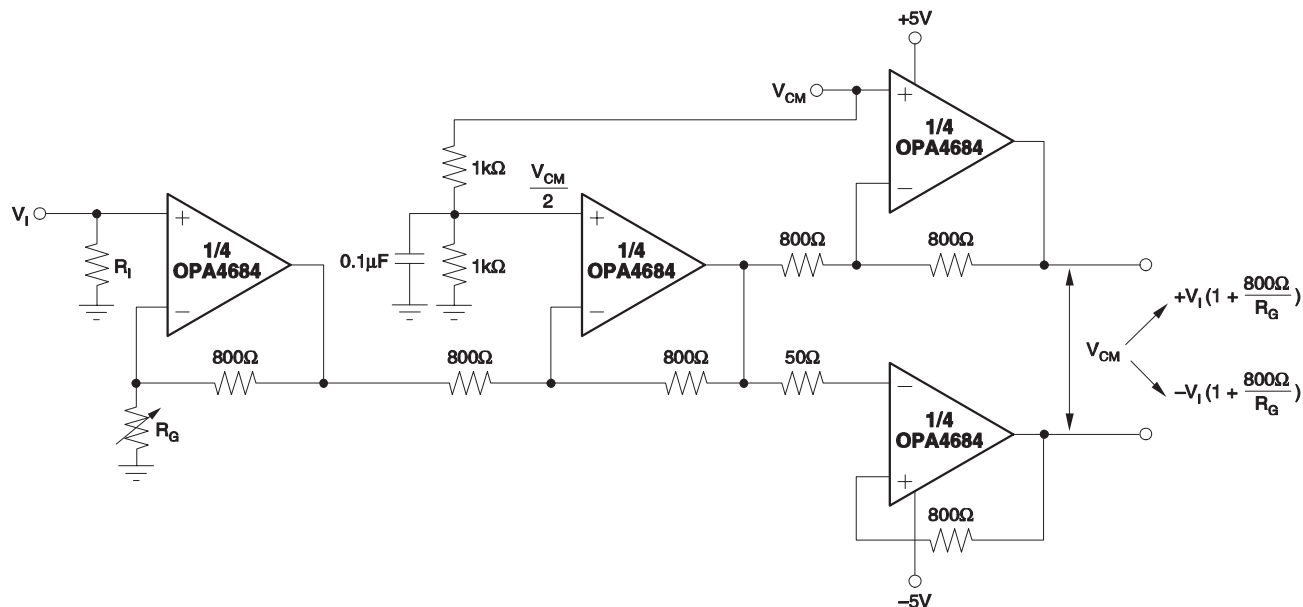 +5V
V_CM
+
1/4
OPA4684
−
1kΩ
V_CM
2
V_I
+
1/4
OPA4684
−
R_I
0.1µF
1kΩ
+
1/4
OPA4684
−
800Ω
800Ω
+V_I (1 + 800Ω/R_G)
V_CM
−V_I (1 + 800Ω/R_G)
800Ω
800Ω
800Ω
50Ω
−
1/4
OPA4684
+
R_G
800Ω
−5V